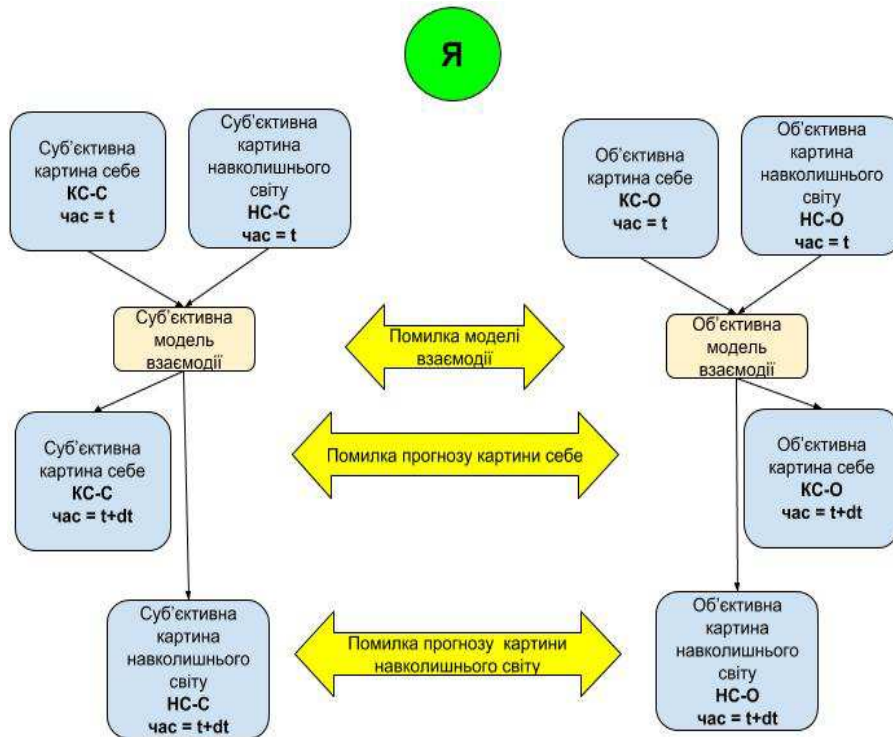 Я
Суб'єктивна
картина себе
КС-С
час = t
Суб'єктивна
картина
навколишнього
світу
НС-С
час = t
Об'єктивна
картина себе
КС-О
час = t
Об'єктивна
картина
навколишнього
світу
НС-О
час = t
Суб'єктивна
модель
взаємодії
Помилка моделі
взаємодії
Об'єктивна
модель
взаємодії
Суб'єктивна
картина себе
КС-С
час = t+dt
Помилка прогнозу картини себе
Об'єктивна
картина себе
КС-О
час = t+dt
Суб'єктивна
картина
навколишнього
світу
НС-С
час = t+dt
Помилка прогнозу картини
навколишнього світу
Об'єктивна
картина
навколишнього
світу
НС-О
час = t+dt